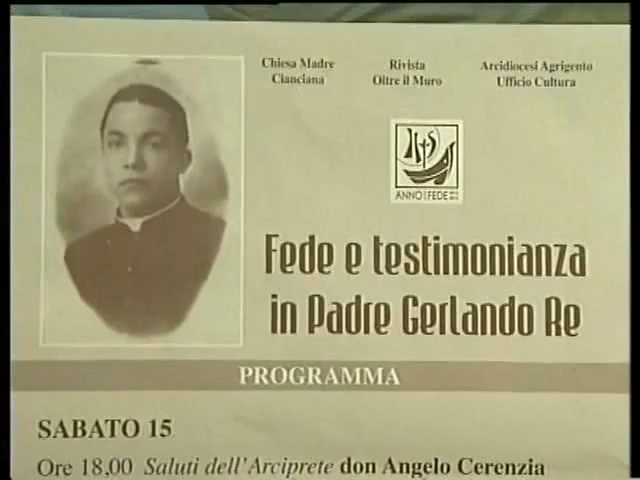 Chiesa Madre
Cianciana
Rivista
Oltre il Muro
Arcidiocesi Agrigento
Ufficio Cultura
ANNO DELLA FEDE
Fede e testimonianza
in Padre Gerlando Re
PROGRAMMA
SABATO 15
Ore 18,00 Saluti dell'Arciprete don Angelo Cerenzia